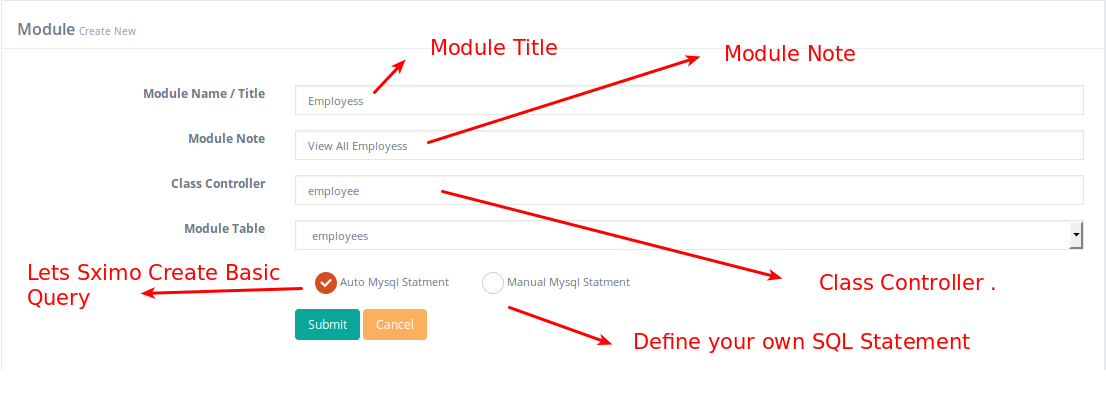 Module Create New
Module Title
Module Note
Module Name / Title
Employess
Module Note
View All Employess
Class Controller
employee
Module Table
employees
Lets Sximo Create Basic
Query
Auto Mysql Statment
Manual Mysql Statment
Class Controller .
Submit
Cancel
Define your own SQL Statement